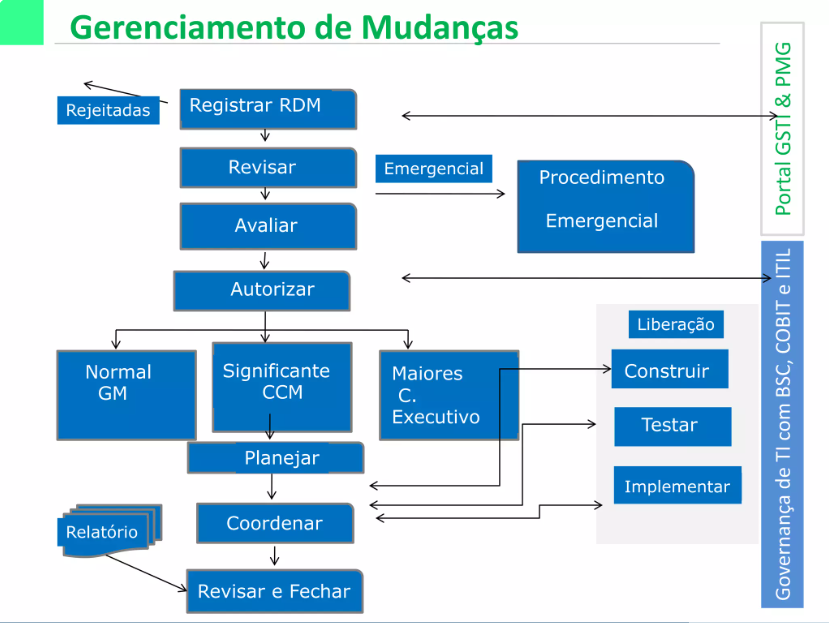 Gerenciamento de Mudanças
Rejeitadas
Registrar RDM
Revisar
Emergencial
Procedimento
Emergencial
Avaliar
Autorizar
Normal
GM
Significante
CCM
Maiores
C.
Executivo
Planejar
Coordenar
Relatório
Revisar e Fechar
Liberação
Construir
Testar
Implementar
Portal GSTI & PMG
Governança de TI com BSC, COBIT e ITIL